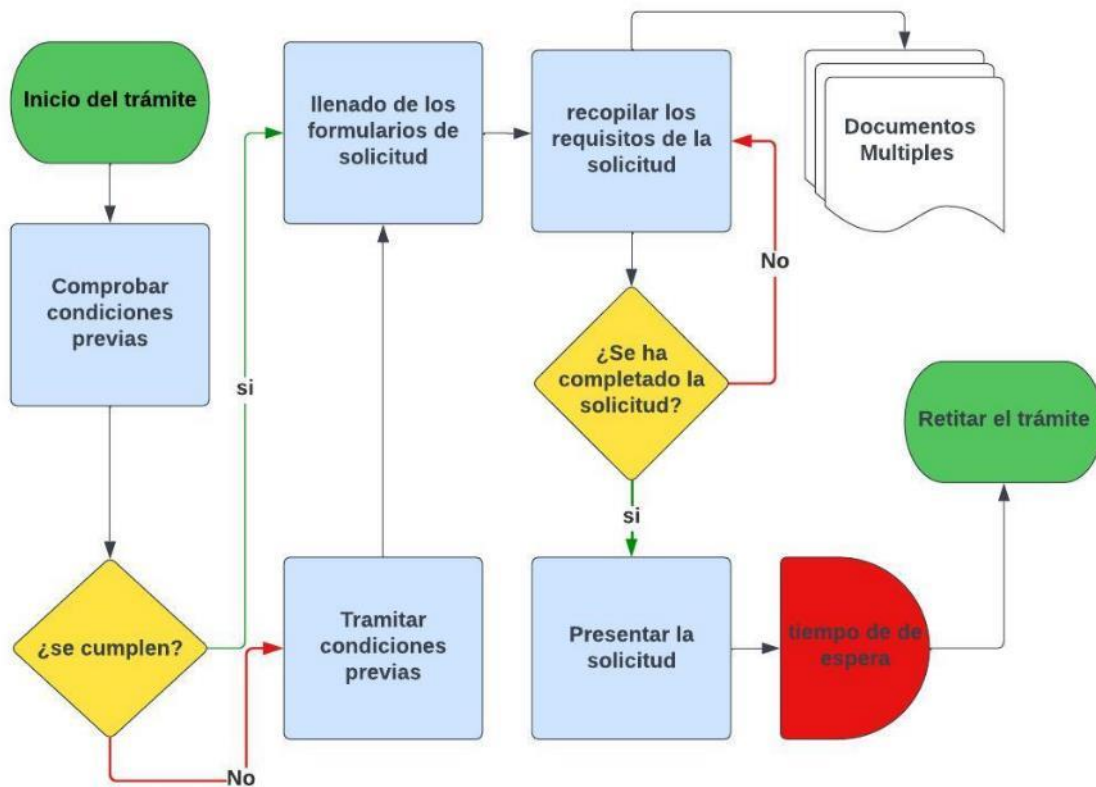 Inicio del trámite
Comprobar
condiciones
previas
¿se cumplen?
si
No
Tramitar
condiciones
previas
llenado de los
formularios de
solicitud
recopilar los
requisitos de la
solicitud
Documentos
Multiples
No
¿Se ha
completado la
solicitud?
si
Presentar la
solicitud
tiempo de de
espera
Retitar el trámite